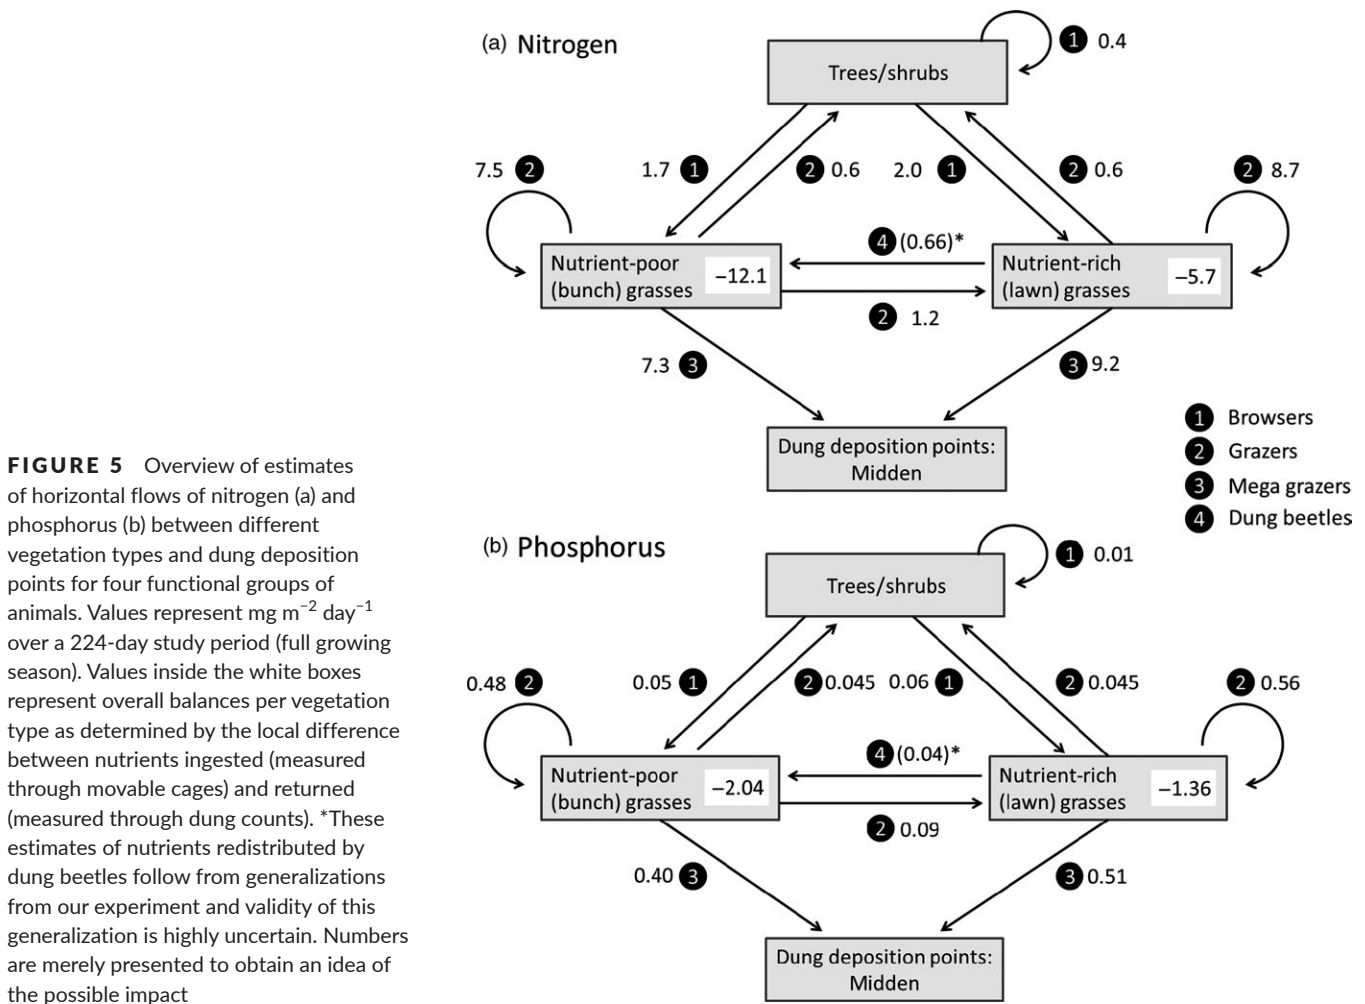 (a) Nitrogen
Trees/shrubs
1 0.4
7.5 2
1.7 1
2 0.6
2.0 1
2 0.6
2 8.7
4 (0.66)*
Nutrient-poor
(bunch) grasses
−12.1
Nutrient-rich
(lawn) grasses
−5.7
2 1.2
7.3 3
3 9.2
Dung deposition points:
Midden
1 Browsers
2 Grazers
3 Mega grazers
4 Dung beetles
(b) Phosphorus
Trees/shrubs
1 0.01
0.48 2
0.05 1
2 0.045
0.06 1
2 0.045
2 0.56
4 (0.04)*
Nutrient-poor
(bunch) grasses
−2.04
Nutrient-rich
(lawn) grasses
−1.36
2 0.09
0.40 3
3 0.51
Dung deposition points:
Midden
FIGURE 5 Overview of estimates
of horizontal flows of nitrogen (a) and
phosphorus (b) between different
vegetation types and dung deposition
points for four functional groups of
animals. Values represent mg m⁻² day⁻¹
over a 224-day study period (full growing
season). Values inside the white boxes
represent overall balances per vegetation
type as determined by the local difference
between nutrients ingested (measured
through movable cages) and returned
(measured through dung counts). *These
estimates of nutrients redistributed by
dung beetles follow from generalizations
from our experiment and validity of this
generalization is highly uncertain. Numbers
are merely presented to obtain an idea of
the possible impact